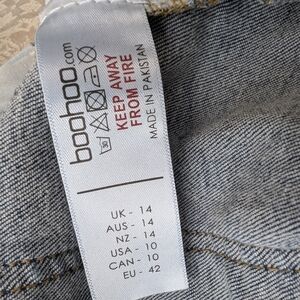 boohoo.com
KEEP AWAY
FROM FIRE
MADE IN PAKISTAN
UK - 14
AUS - 14
NZ - 14
USA - 10
CAN - 10
EU - 42